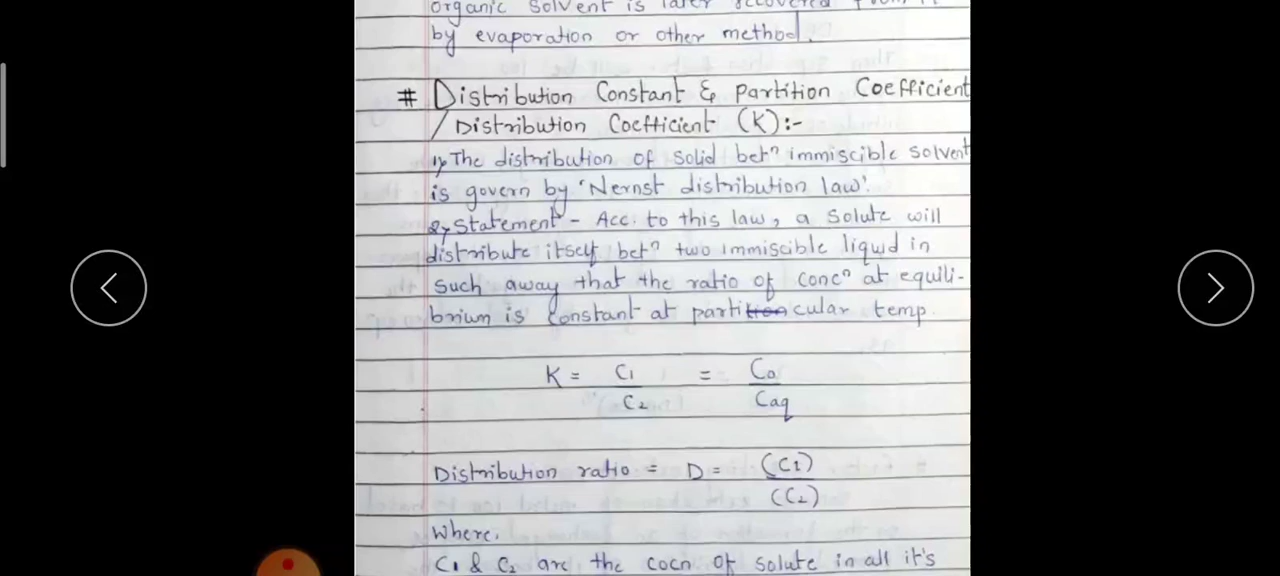 organic solvent is later recovered from it
by evaporation or other method.
# Distribution Constant & partition Coefficient
/ Distribution Coefficient (K):-
1) The distribution of solid betⁿ immiscible solvent
is govern by 'Nernst distribution law'.
2) Statement - Acc. to this law, a solute will
distribute itself betⁿ two immiscible liquid in
such away that the ratio of concⁿ at equili-
brium is constant at particular temp.
K = C1 / C2 = Co / Caq
Distribution ratio = D = (C1) / (C2)
Where,
C1 & C2 are the cocn of solute in all it's